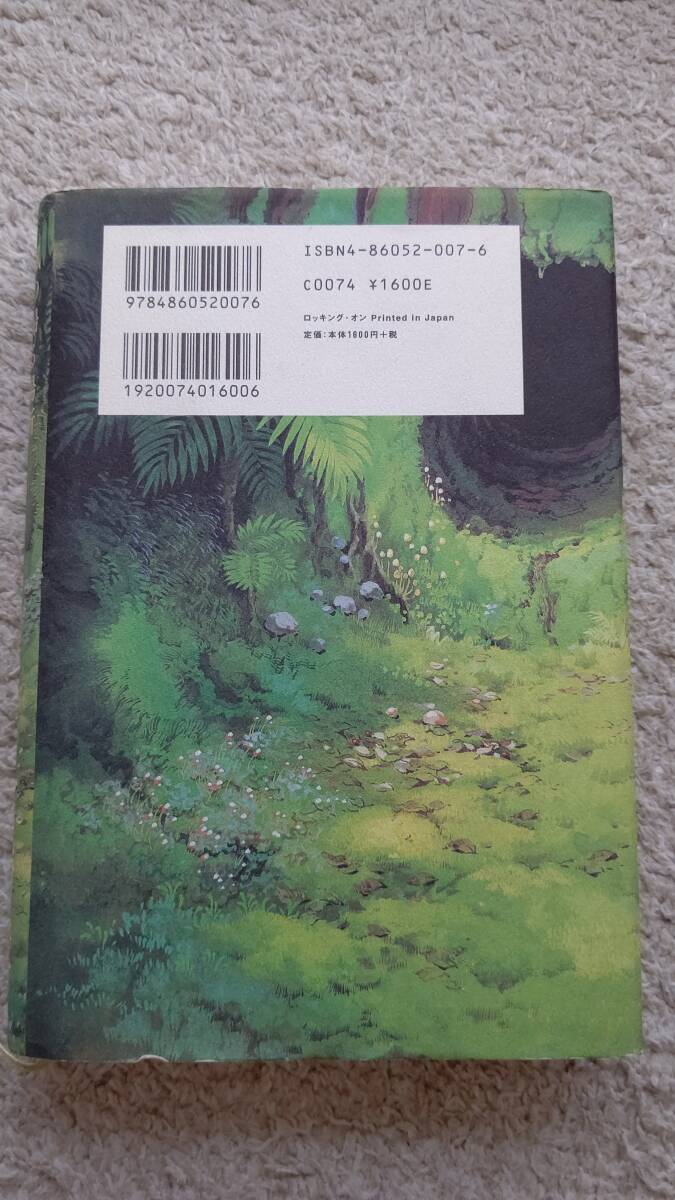 ISBN4-86052-007-6
9784860520076
C0074 ¥1600E
ロッキング・オン Printed in Japan
定価:本体1600円+税
1920074016006